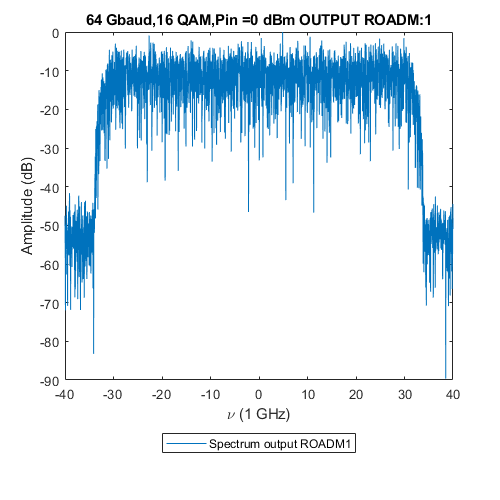 64 Gbaud,16 QAM,Pin =0 dBm OUTPUT ROADM:1
0
-10
-20
-30
-40
-50
-60
-70
-80
-90
Amplitude (dB)
-40 -30 -20 -10 0 10 20 30 40
ν (1 GHz)
Spectrum output ROADM1